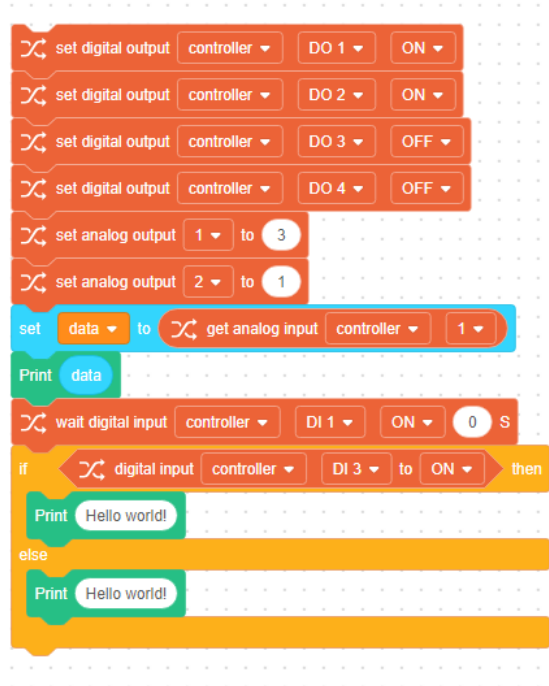 set digital output controller DO 1 ON
set digital output controller DO 2 ON
set digital output controller DO 3 OFF
set digital output controller DO 4 OFF
set analog output 1 to 3
set analog output 2 to 1
set data to get analog input controller 1
Print data
wait digital input controller DI 1 ON 0 S
if digital input controller DI 3 to ON then
Print Hello world!
else
Print Hello world!